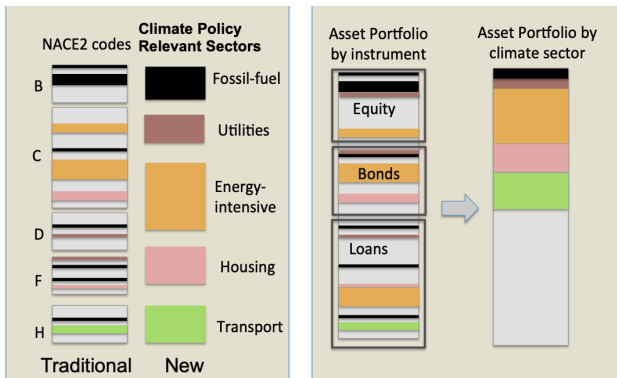 NACE2 codes
Climate Policy
Relevant Sectors
B
Fossil-fuel
Utilities
C
Energy-
intensive
D
Housing
F
H
Transport
Traditional
New
Asset Portfolio
by instrument
Equity
Bonds
Loans
Asset Portfolio by
climate sector